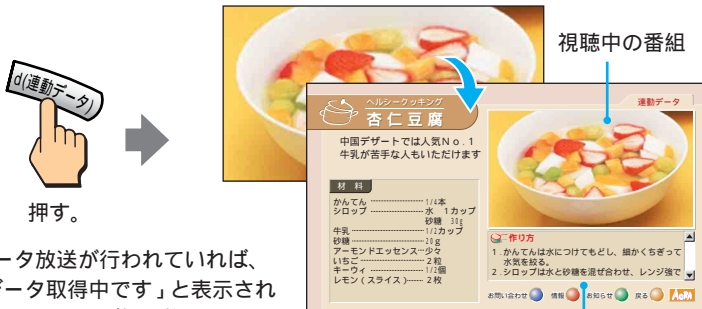 d(連動データ)
押す。
視聴中の番組
ヘルシークッキング
杏仁豆腐
連動データ
中国デザートでは人気No.1
牛乳が苦手な人もいただけます
材 料
かんてん 1/4本
シロップ 水 1カップ
砂糖 30g
牛乳 1/2カップ
砂糖 20g
アーモンドエッセンス 少々
いちご 2粒
キーウィ 1/2個
レモン(スライス) 2枚
作り方
1.かんてんは水につけてもどし、細かくちぎって
水気を絞る。
2.シロップは水と砂糖を混ぜ合わせ、レンジ強で
お問い合わせ 情報 お知らせ 戻る
ータ放送が行われていれば、
データ取得中です」と表示され